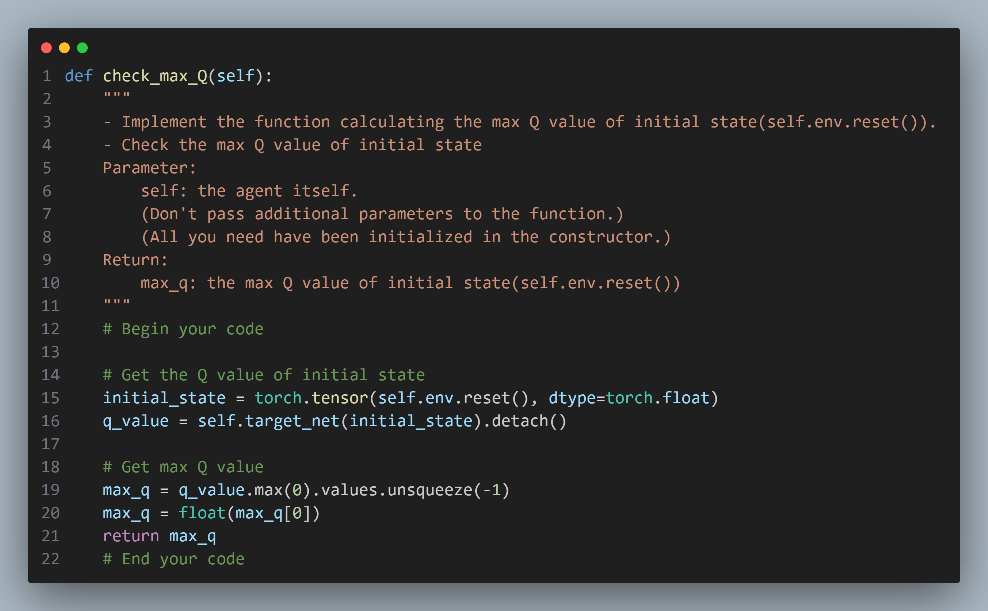 1 def check_max_Q(self):
2     """
3     - Implement the function calculating the max Q value of initial state(self.env.reset()).
4     - Check the max Q value of initial state
5     Parameter:
6         self: the agent itself.
7         (Don't pass additional parameters to the function.)
8         (All you need have been initialized in the constructor.)
9     Return:
10         max_q: the max Q value of initial state(self.env.reset())
11     """
12     # Begin your code
13
14     # Get the Q value of initial state
15     initial_state = torch.tensor(self.env.reset(), dtype=torch.float)
16     q_value = self.target_net(initial_state).detach()
17
18     # Get max Q value
19     max_q = q_value.max(0).values.unsqueeze(-1)
20     max_q = float(max_q[0])
21     return max_q
22     # End your code